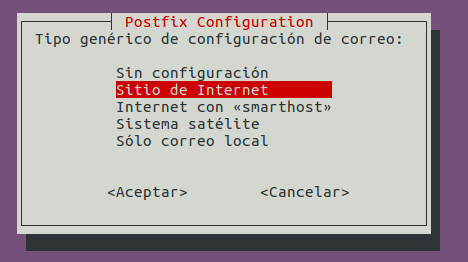 Postfix Configuration
Tipo genérico de configuración de correo:
Sin configuración
Sitio de Internet
Internet con «smarthost»
Sistema satélite
Sólo correo local
<Aceptar> <Cancelar>